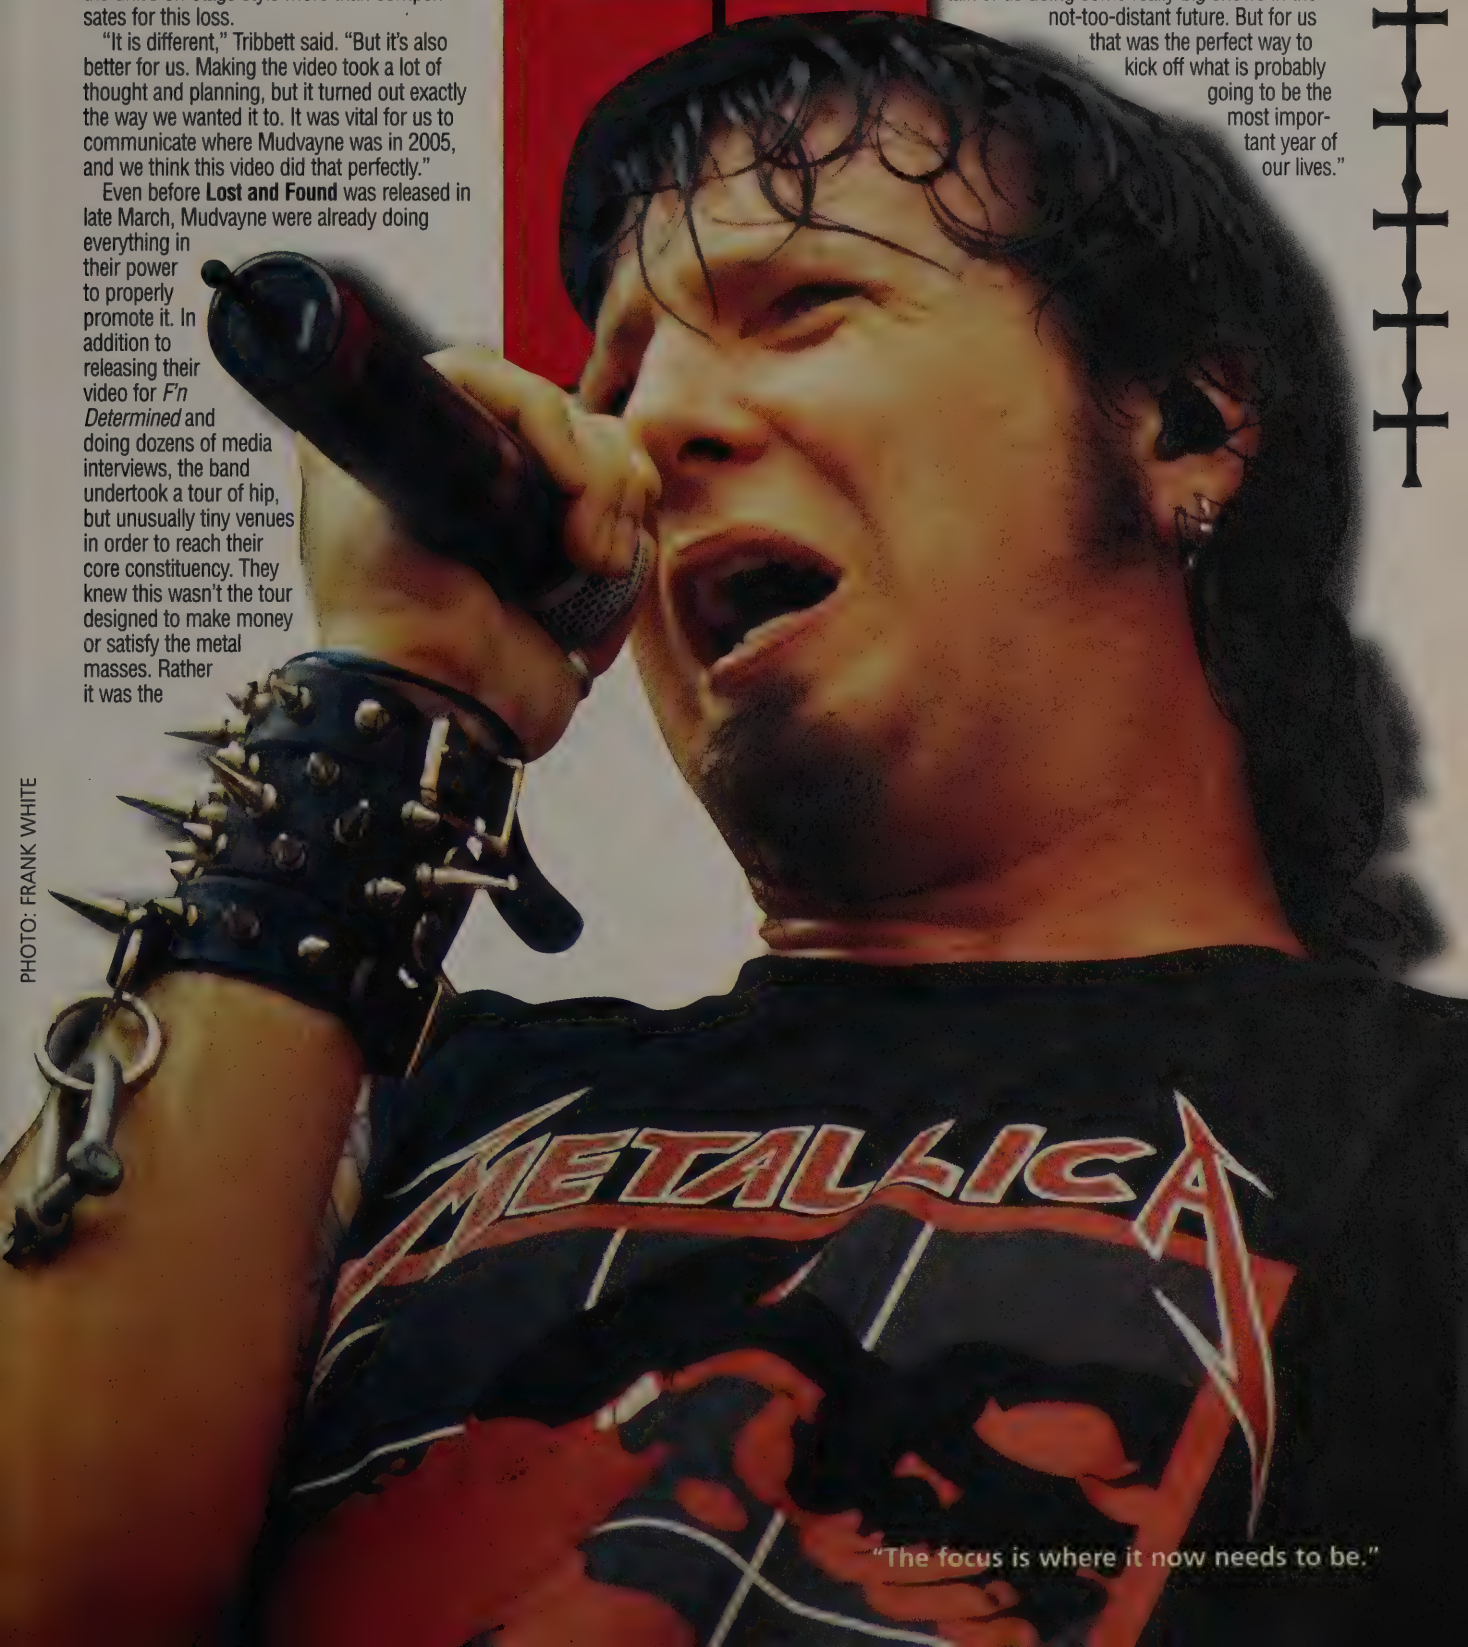 sates for this loss.
“It is different,” Tribbett said. “But it’s also
better for us. Making the video took a lot of
thought and planning, but it turned out exactly
the way we wanted it to. It was vital for us to
communicate where Mudvayne was in 2005,
and we think this video did that perfectly.”
Even before Lost and Found was released in
late March, Mudvayne were already doing
everything in
their power
to properly
promote it. In
addition to
releasing their
video for F’n
Determined and
doing dozens of media
interviews, the band
undertook a tour of hip,
but unusually tiny venues
in order to reach their
core constituency. They
knew this wasn’t the tour
designed to make money
or satisfy the metal
masses. Rather
it was the
not-too-distant future. But for us
that was the perfect way to
kick off what is probably
going to be the
most impor-
tant year of
our lives.”
PHOTO: FRANK WHITE
METALLICA
“The focus is where it now needs to be.”